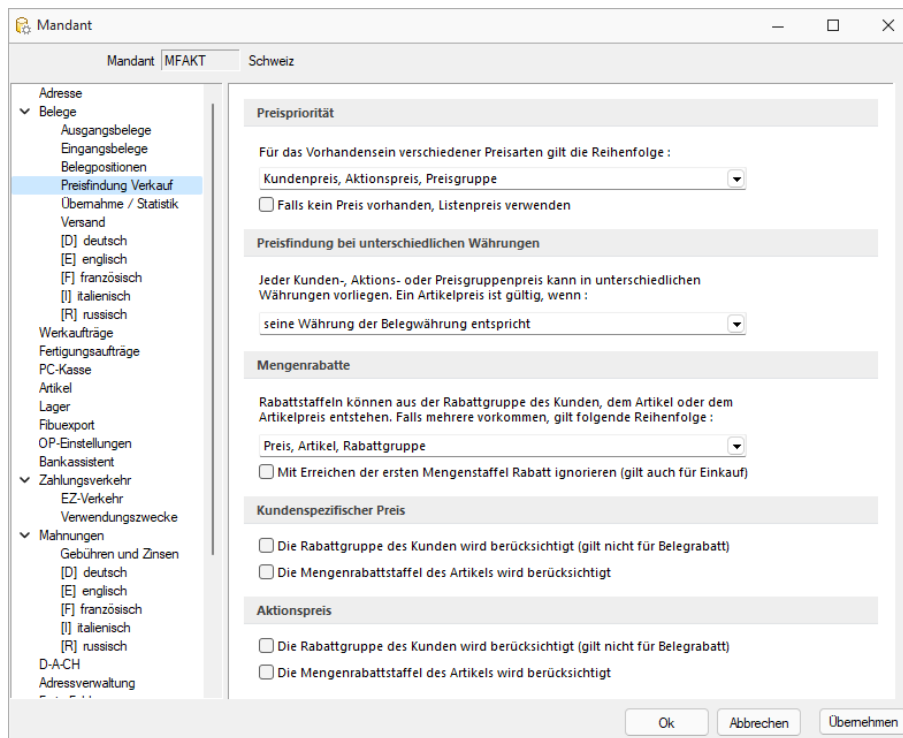 Mandant
Mandant MFAKT Schweiz
Adresse
Belege
Ausgangsbelege
Eingangsbelege
Belegpositionen
Preisfindung Verkauf
Übernahme / Statistik
Versand
[D] deutsch
[E] englisch
[F] französisch
[I] italienisch
[R] russisch
Werkaufträge
Fertigungsaufträge
PC-Kasse
Artikel
Lager
Fibuexport
OP-Einstellungen
Bankassistent
Zahlungsverkehr
EZ-Verkehr
Verwendungszwecke
Mahnungen
Gebühren und Zinsen
[D] deutsch
[E] englisch
[F] französisch
[I] italienisch
[R] russisch
D-A-CH
Adressverwaltung
Preispriorität
Für das Vorhandensein verschiedener Preisarten gilt die Reihenfolge :
Kundenpreis, Aktionspreis, Preisgruppe
Falls kein Preis vorhanden, Listenpreis verwenden
Preisfindung bei unterschiedlichen Währungen
Jeder Kunden-, Aktions- oder Preisgruppenpreis kann in unterschiedlichen
Währungen vorliegen. Ein Artikelpreis ist gültig, wenn :
seine Währung der Belegwährung entspricht
Mengenrabatte
Rabattstaffeln können aus der Rabattgruppe des Kunden, dem Artikel oder dem
Artikelpreis entstehen. Falls mehrere vorkommen, gilt folgende Reihenfolge :
Preis, Artikel, Rabattgruppe
Mit Erreichen der ersten Mengenstaffel Rabatt ignorieren (gilt auch für Einkauf)
Kundenspezifischer Preis
Die Rabattgruppe des Kunden wird berücksichtigt (gilt nicht für Belegrabatt)
Die Mengenrabattstaffel des Artikels wird berücksichtigt
Aktionspreis
Die Rabattgruppe des Kunden wird berücksichtigt (gilt nicht für Belegrabatt)
Die Mengenrabattstaffel des Artikels wird berücksichtigt
Ok Abbrechen Übernehmen